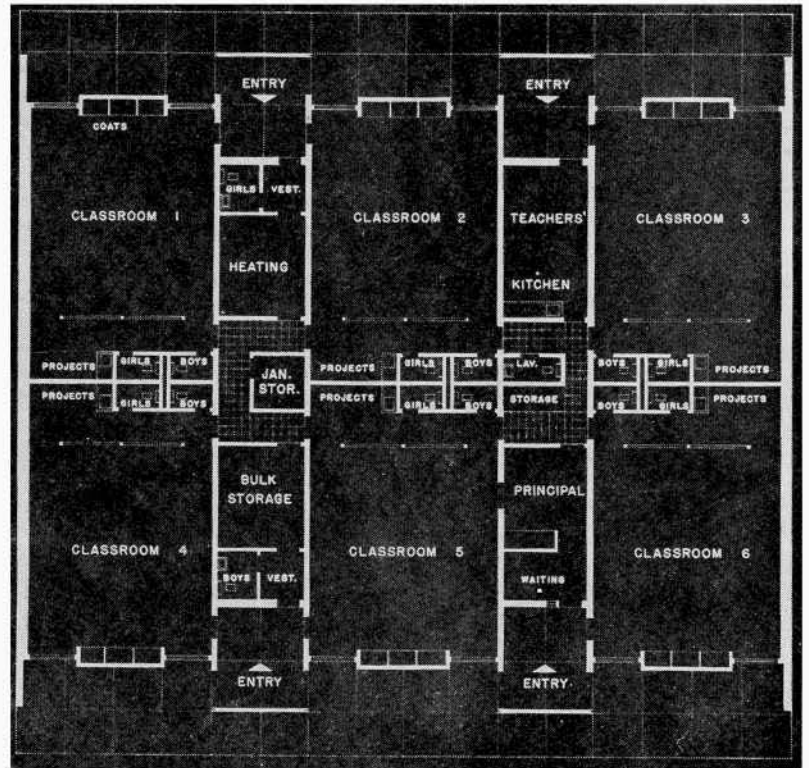 ENTRY
ENTRY
COATS
GIRLS
VEST.
CLASSROOM 1
CLASSROOM 2
TEACHERS'
CLASSROOM 3
HEATING
KITCHEN
PROJECTS
GIRLS
BOYS
JAN.
STOR.
PROJECTS
GIRLS
BOYS
LAV.
BOYS
GIRLS
PROJECTS
PROJECTS
GIRLS
BOYS
PROJECTS
GIRLS
BOYS
STORAGE
BOYS
GIRLS
PROJECTS
BULK
STORAGE
PRINCIPAL
CLASSROOM 4
CLASSROOM 5
CLASSROOM 6
BOYS
VEST.
WAITING
ENTRY
ENTRY